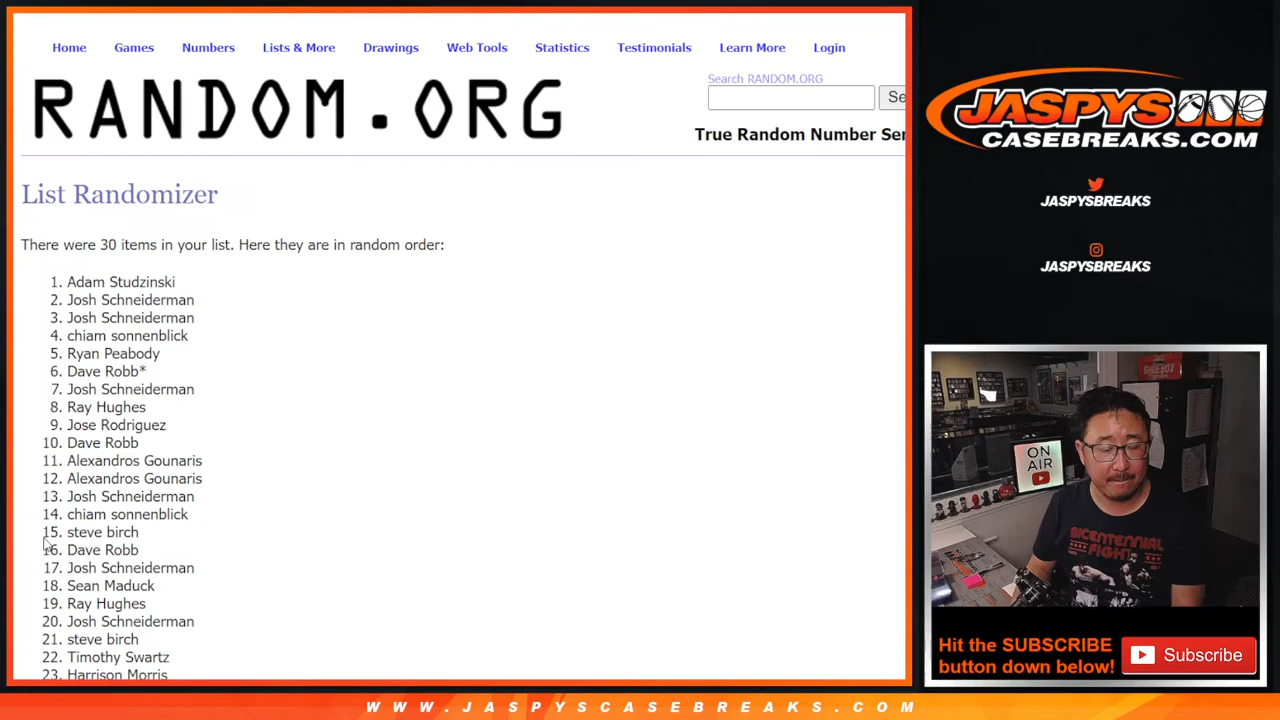 Home Games Numbers Lists & More Drawings Web Tools Statistics Testimonials Learn More Login
Search RANDOM.ORG
RANDOM.ORG
Se
True Random Number Ser
List Randomizer
There were 30 items in your list. Here they are in random order:
1. Adam Studzinski
2. Josh Schneiderman
3. Josh Schneiderman
4. chiam sonnenblick
5. Ryan Peabody
6. Dave Robb*
7. Josh Schneiderman
8. Ray Hughes
9. Jose Rodriguez
10. Dave Robb
11. Alexandros Gounaris
12. Alexandros Gounaris
13. Josh Schneiderman
14. chiam sonnenblick
15. steve birch
16. Dave Robb
17. Josh Schneiderman
18. Sean Maduck
19. Ray Hughes
20. Josh Schneiderman
21. steve birch
22. Timothy Swartz
23. Harrison Morris
JASPYS
CASEBREAKS.COM
JASPYSBREAKS
JASPYSBREAKS
SHOEBOX
ON
AIR
BICENTENNIAL
FIGHT
Hit the SUBSCRIBE
button down below!
Subscribe
WWW.JASPYSCASEBREAKS.COM